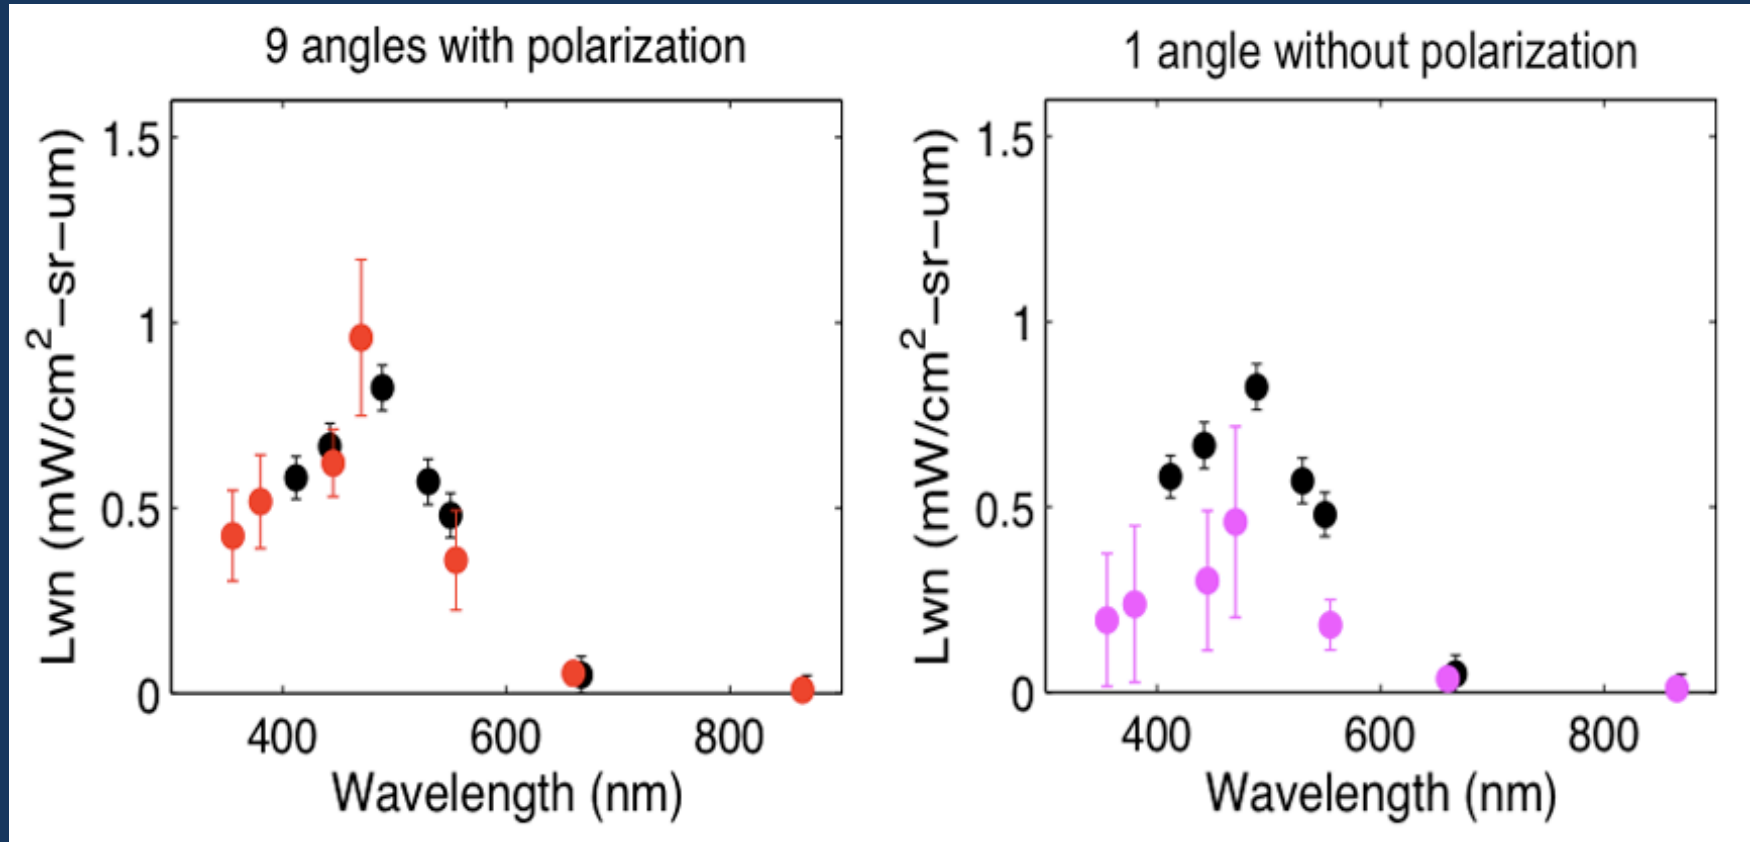 9 angles with polarization
Lwn (mW/cm²−sr−um)
1.5
1
0.5
0
400 600 800
Wavelength (nm)
1 angle without polarization
Lwn (mW/cm²−sr−um)
1.5
1
0.5
0
400 600 800
Wavelength (nm)